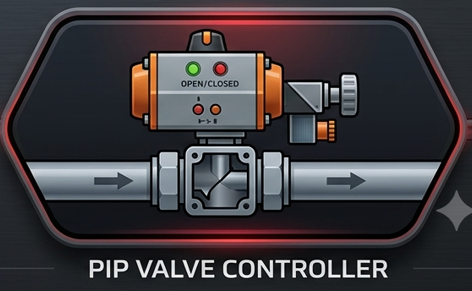 OPEN/CLOSED
PIP VALVE CONTROLLER